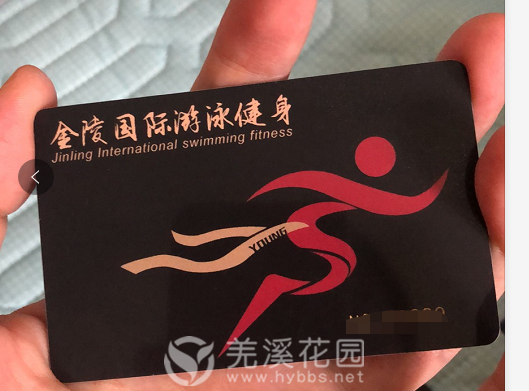 金陵国际游泳健身
Jinling International swimming fitness
YOUNG
羌溪花园
www.hybbs.net